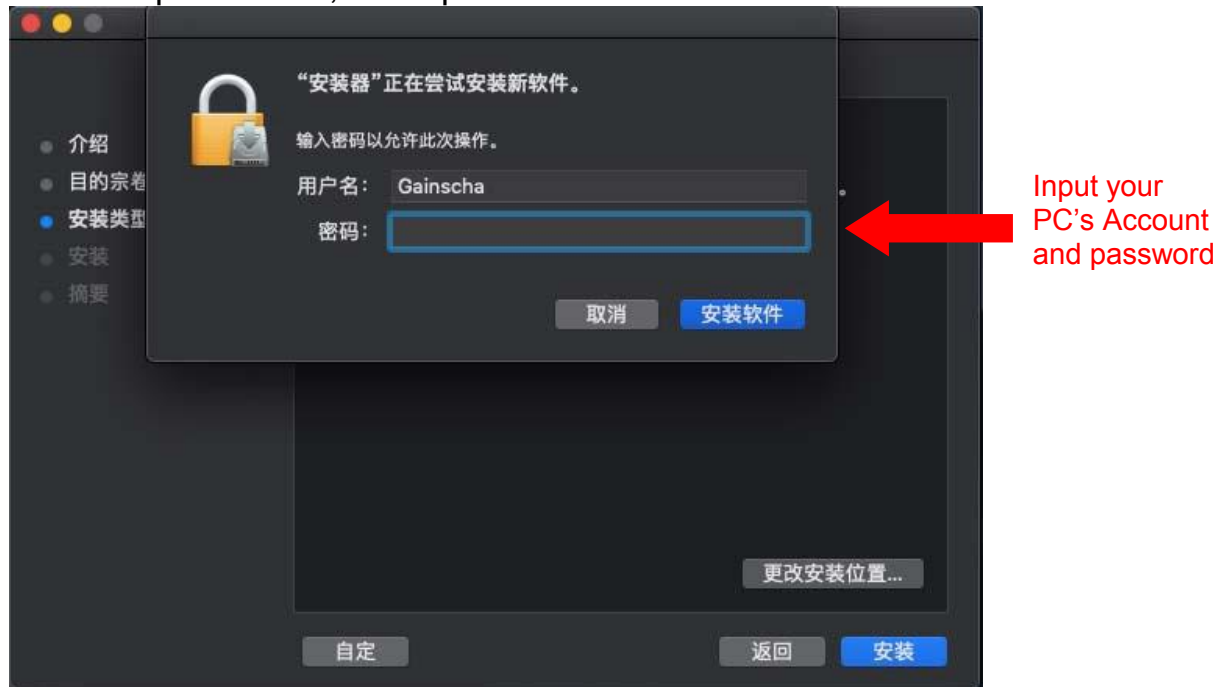 “安装器”正在尝试安装新软件。
输入密码以允许此次操作。
用户名： Gainscha
密码：
取消
安装软件
介绍
目的宗卷
安装类型
安装
摘要
。
更改安装位置...
自定
返回
安装
Input your
PC’s Account
and password